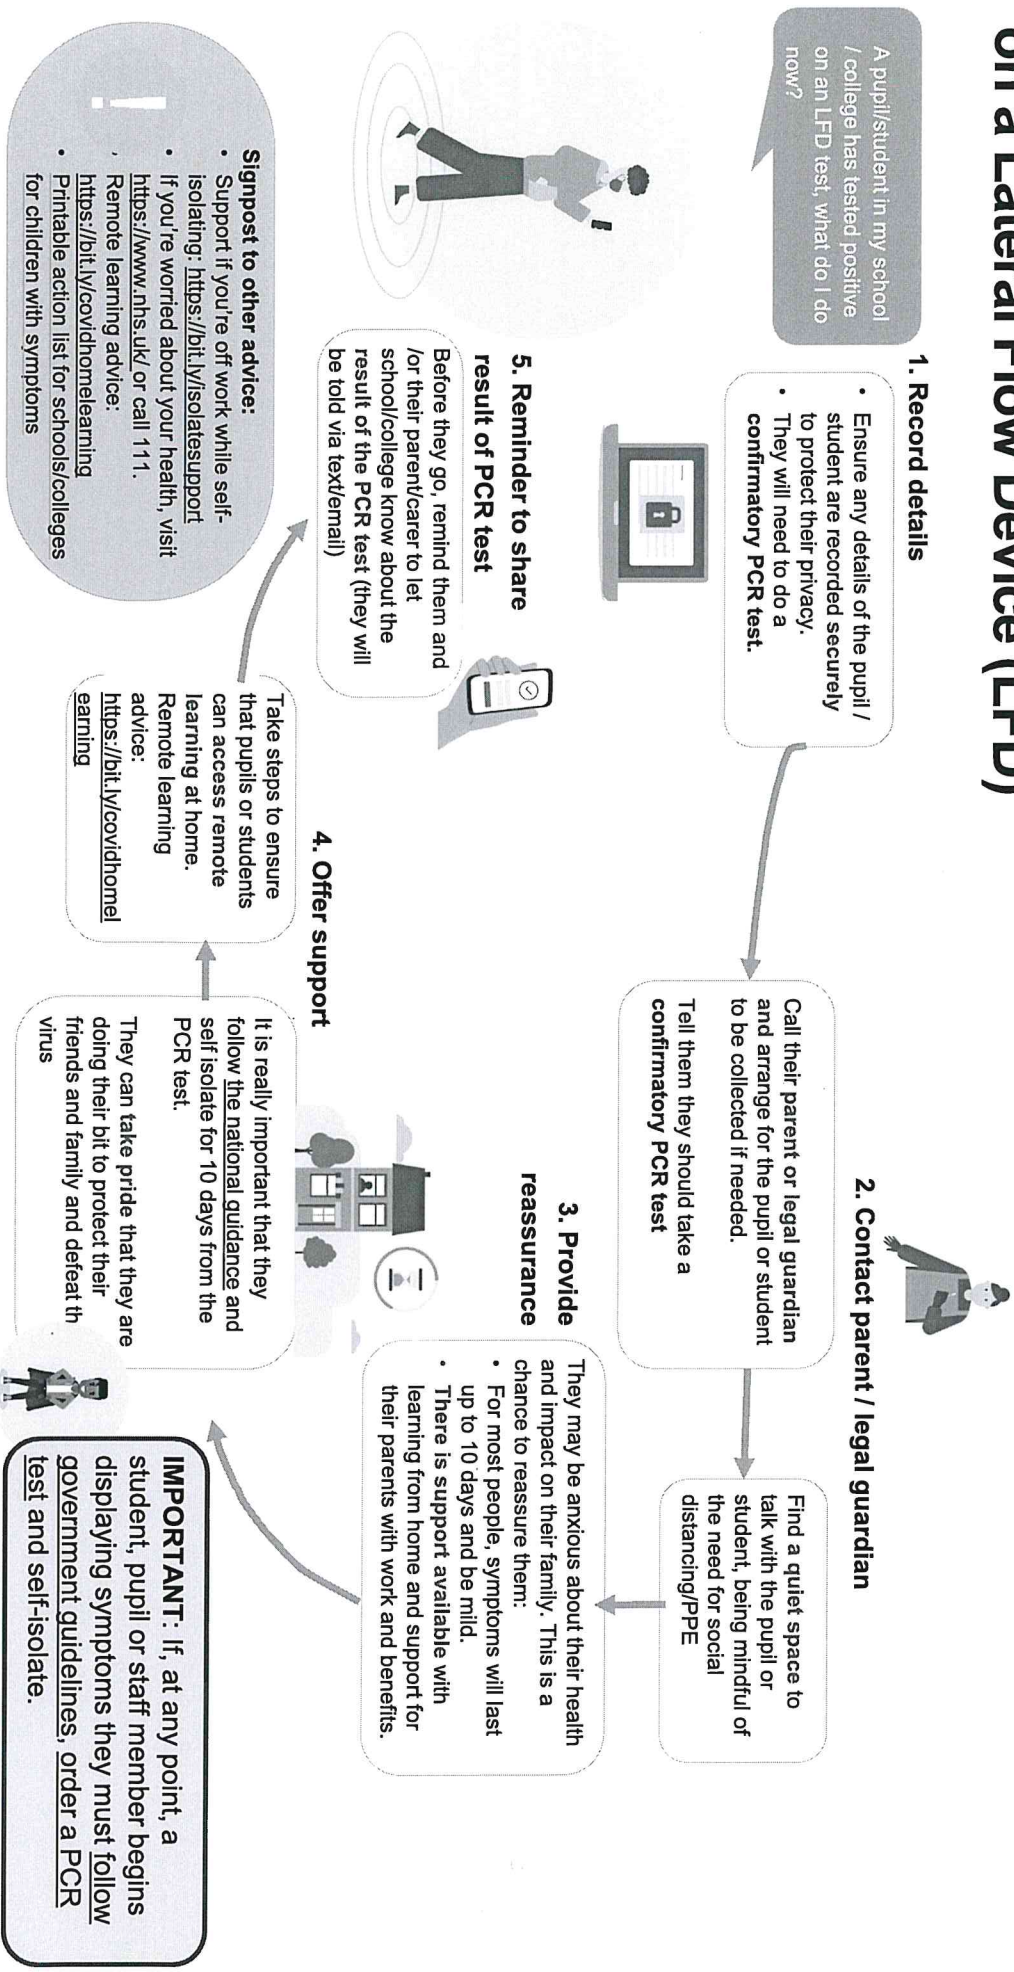 on a Lateral Flow Device (LFD)
A pupil/student in my school
/ college has tested positive
on an LFD test, what do I do
now?
1. Record details
• Ensure any details of the pupil /
student are recorded securely
to protect their privacy.
• They will need to do a
confirmatory PCR test.
2. Contact parent / legal guardian
Call their parent or legal guardian
and arrange for the pupil or student
to be collected if needed.
Tell them they should take a
confirmatory PCR test
Find a quiet space to
talk with the pupil or
student, being mindful of
the need for social
distancing/PPE
3. Provide
reassurance
They may be anxious about their health
and impact on their family. This is a
chance to reassure them:
• For most people, symptoms will last
up to 10 days and be mild.
• There is support available with
learning from home and support for
their parents with work and benefits.
It is really important that they
follow the national guidance and
self isolate for 10 days from the
PCR test.
They can take pride that they are
doing their bit to protect their
friends and family and defeat th
virus
4. Offer support
Take steps to ensure
that pupils or students
can access remote
learning at home.
Remote learning
advice:
https://bit.ly/covidhomel
earning
5. Reminder to share
result of PCR test
Before they go, remind them and
/or their parent/carer to let
school/college know about the
result of the PCR test (they will
be told via text/email)
Signpost to other advice:
• Support if you're off work while self-
isolating: https://bit.ly/isolatesupport
• If you're worried about your health, visit
https://www.nhs.uk/ or call 111.
Remote learning advice:
https://bit.ly/covidhomelearning
• Printable action list for schools/colleges
for children with symptoms
IMPORTANT: If, at any point, a
student, pupil or staff member begins
displaying symptoms they must follow
government guidelines, order a PCR
test and self-isolate.